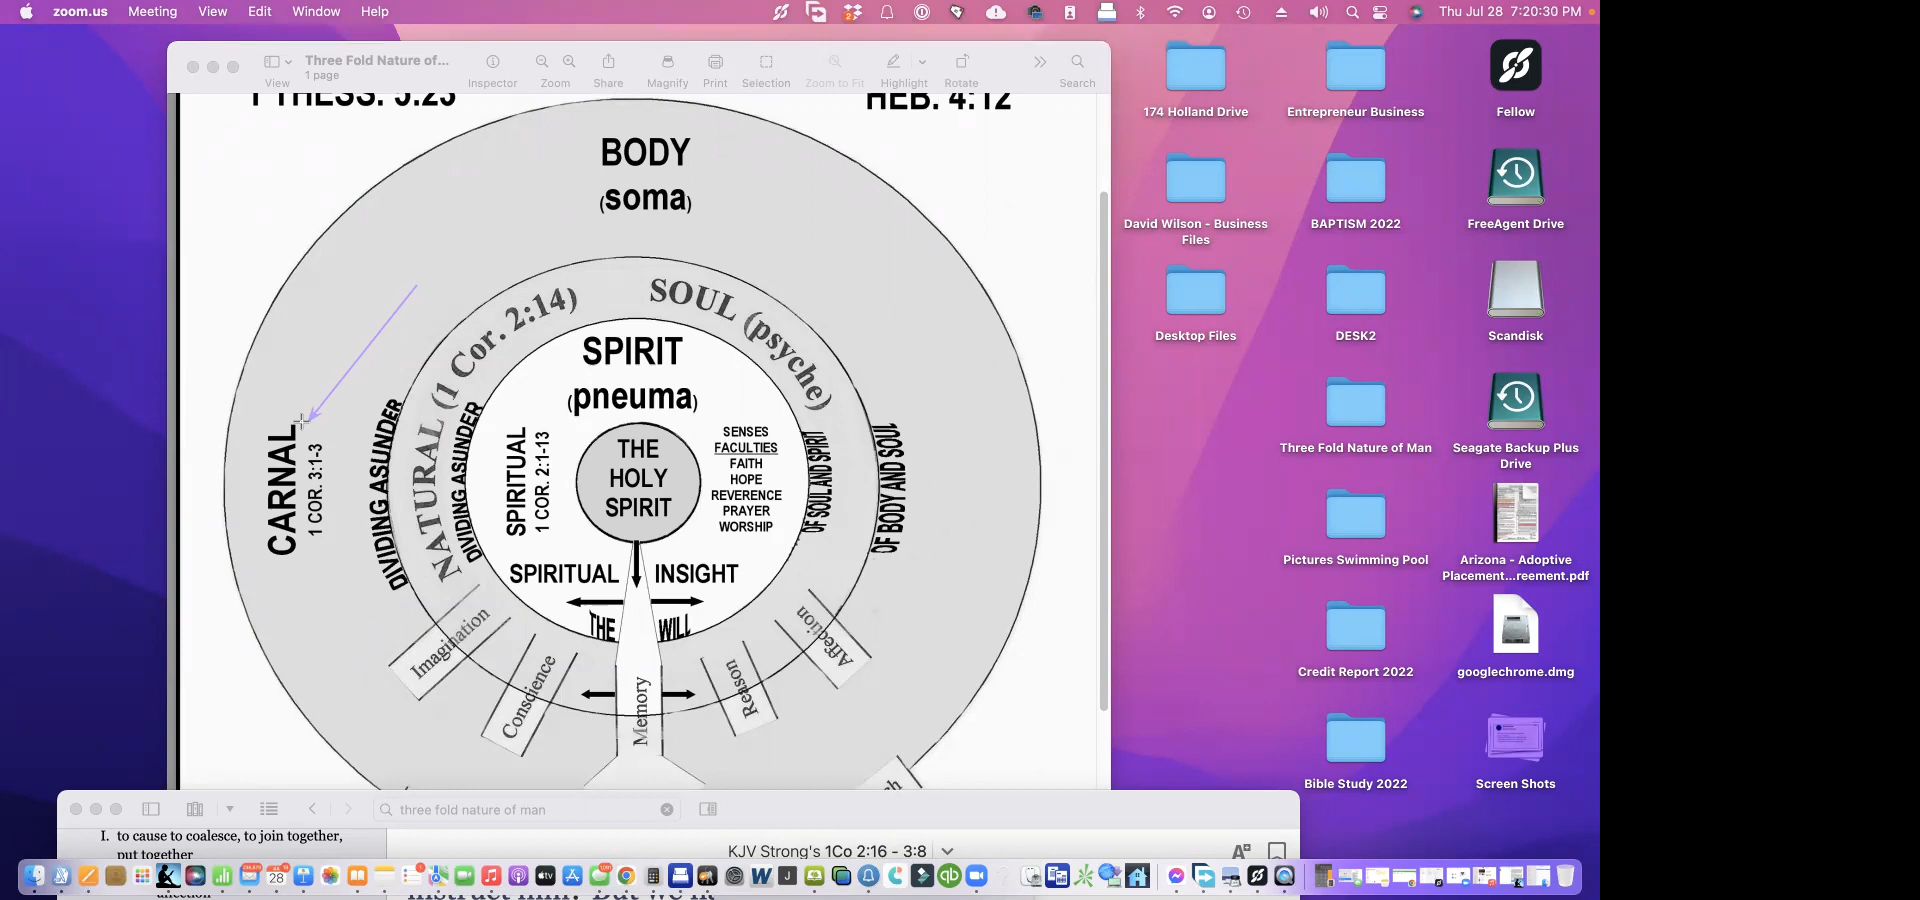 zoom.us Meeting View Edit Window Help
Thu Jul 28 7:20:30 PM
Three Fold Nature of...
1 page
View Inspector Zoom Share Magnify Print Selection Zoom to Fit Highlight Rotate Search
1 THESS. 5:23
HEB. 4:12
BODY
(soma)
NATURAL (1 Cor. 2:14)
SOUL (psyche)
SPIRIT
(pneuma)
CARNAL
1 COR. 3:1-3
DIVIDING ASUNDER
DIVIDING ASUNDER
SPIRITUAL
1 COR. 2:1-13
THE
HOLY
SPIRIT
SENSES
FACULTIES
FAITH
HOPE
REVERENCE
PRAYER
WORSHIP
OF SOUL AND SPIRIT
OF BODY AND SOUL
SPIRITUAL INSIGHT
THE WILL
Imagination
Conscience
Memory
Reason
Affection
174 Holland Drive
Entrepreneur Business
Fellow
David Wilson - Business
Files
BAPTISM 2022
FreeAgent Drive
Desktop Files
DESK2
Scandisk
Three Fold Nature of Man
Seagate Backup Plus
Drive
Pictures Swimming Pool
Arizona - Adoptive
Placement...reement.pdf
Credit Report 2022
googlechrome.dmg
Bible Study 2022
Screen Shots
three fold nature of man
I. to cause to coalesce, to join together,
put together
KJV Strong's 1Co 2:16 - 3:8